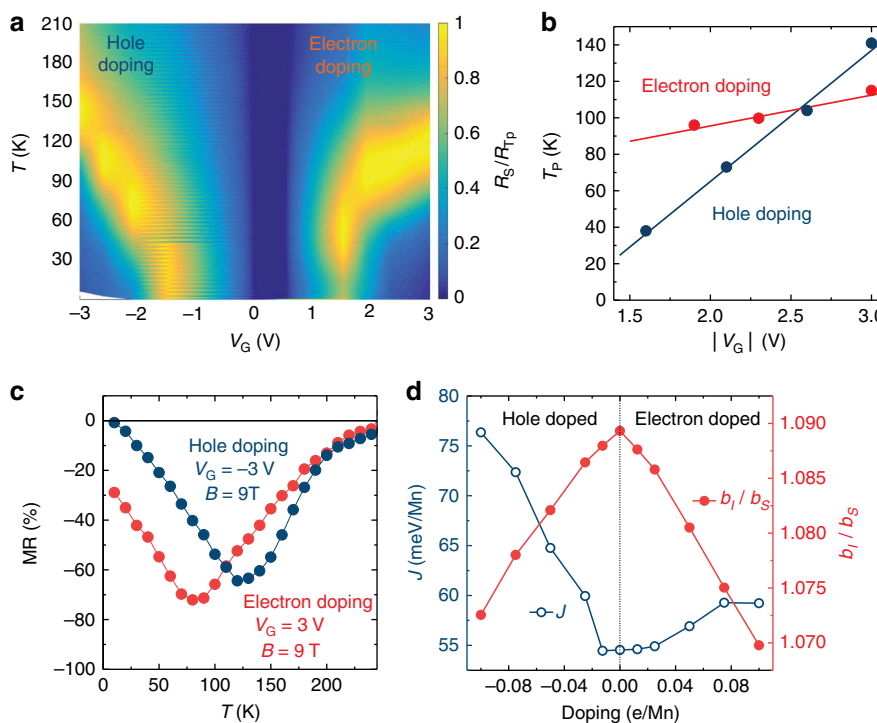 a
210
180
150
120
90
60
30
T (K)
Hole
doping
Electron
doping
−3
−2
−1
0
1
2
3
V_G (V)
1
0.8
0.6
0.4
0.2
0
R_S/R_Tp
b
140
120
100
80
60
40
20
0
T_P (K)
Electron doping
Hole doping
1.5
2.0
2.5
3.0
| V_G | (V)
c
0
−20
−40
−60
−80
−100
MR (%)
Hole doping
V_G = −3 V
B = 9T
Electron doping
V_G = 3 V
B = 9 T
0
50
100
150
200
T (K)
d
80
75
70
65
60
55
J (meV/Mn)
Hole doped
Electron doped
b_I / b_S
J
−0.08
−0.04
0.00
0.04
0.08
Doping (e/Mn)
1.090
1.085
1.080
1.075
1.070
b_I / b_S